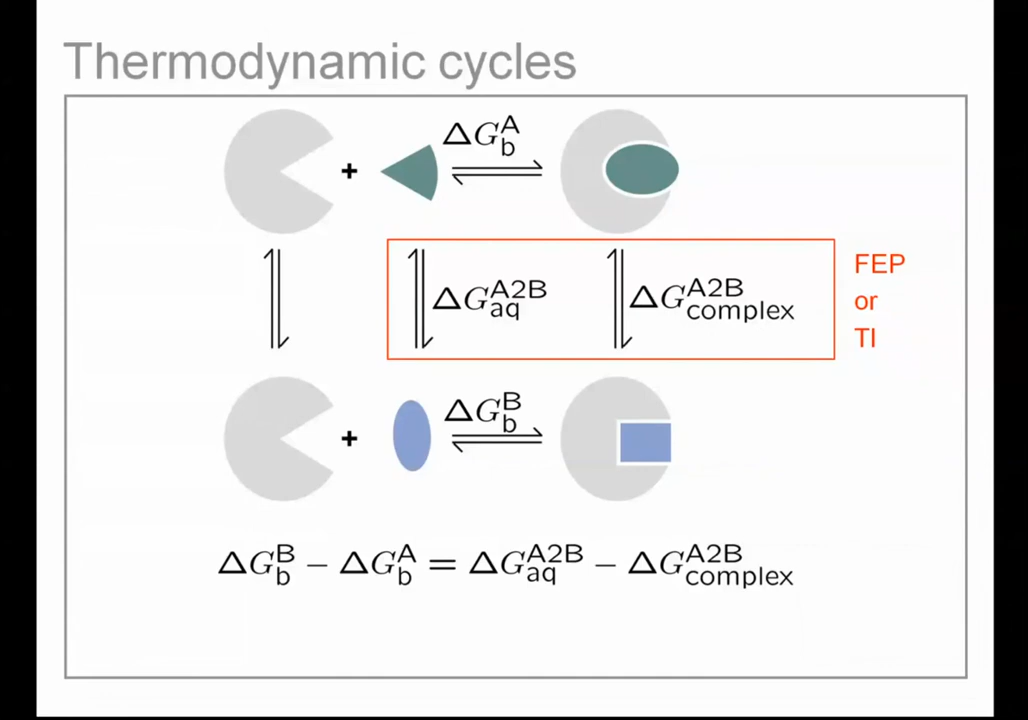 Thermodynamic cycles
+ ΔG_b^A
ΔG_aq^A2B ΔG_complex^A2B
FEP
or
TI
+ ΔG_b^B
ΔG_b^B − ΔG_b^A = ΔG_aq^A2B − ΔG_complex^A2B